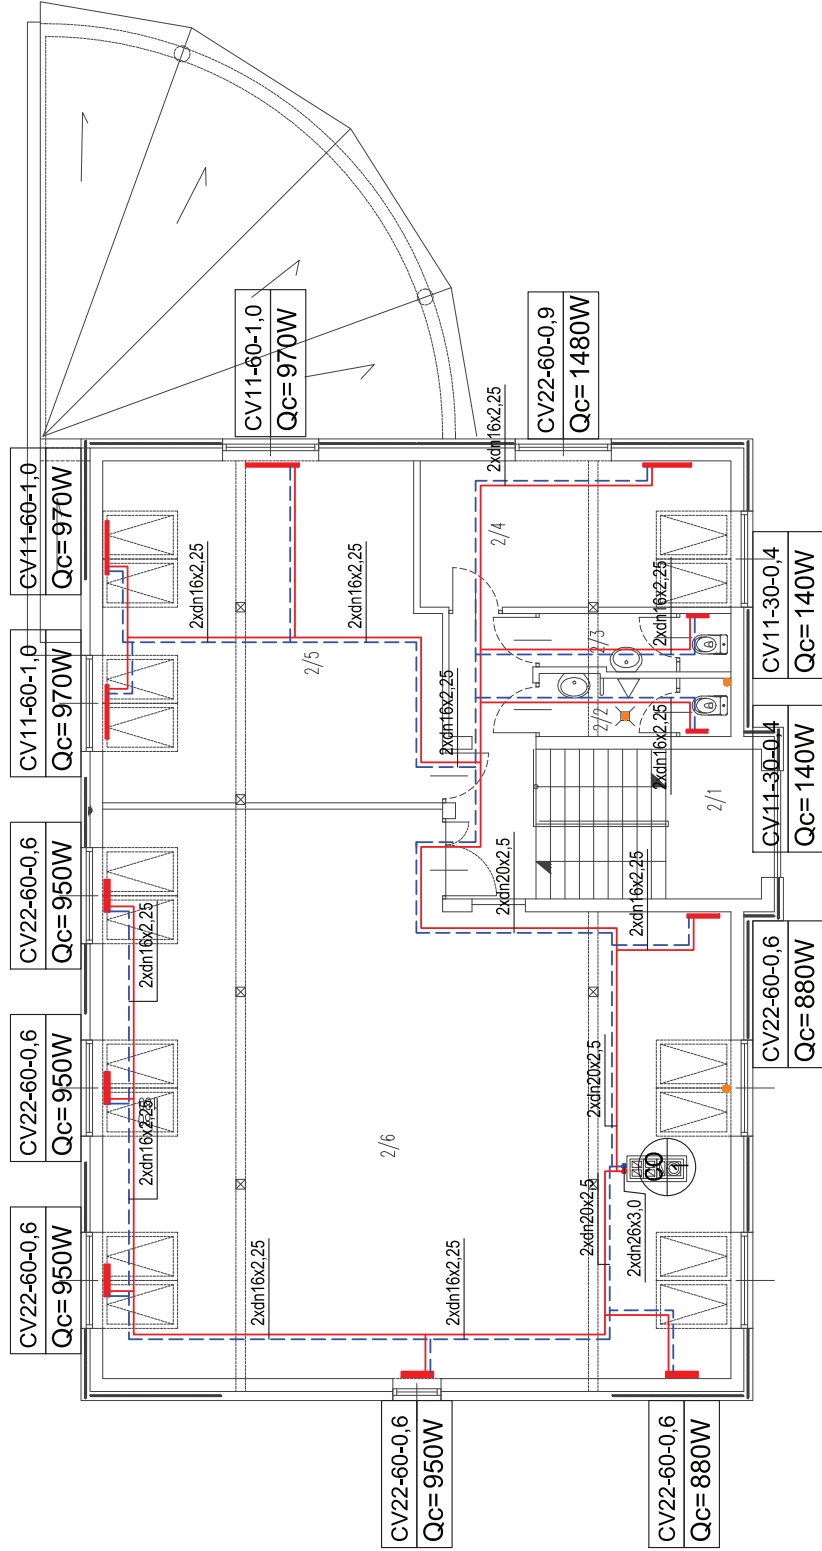 CV11-60-1,0
Qc=970W
CV11-60-1,0
Qc=970W
CV11-60-1,0
Qc=970W
CV22-60-0,9
Qc=1480W
CV22-60-0,6
Qc=950W
CV22-60-0,6
Qc=950W
CV22-60-0,6
Qc=950W
CV22-60-0,6
Qc=950W
CV22-60-0,6
Qc=880W
CV22-60-0,6
Qc=880W
CV11-30-0,4
Qc=140W
CV11-30-0,4
Qc=140W
2xdn16x2,25
2xdn16x2,25
2xdn16x2,25
2xdn16x2,25
2xdn16x2,25
2xdn16x2,25
2xdn16x2,25
2xdn16x2,25
2xdn16x2,25
2xdn16x2,25
2xdn16x2,25
2xdn20x2,5
2xdn20x2,5
2xdn20x2,5
2xdn26x3,0
2/1
2/2
2/3
2/4
2/5
2/6
CO
1